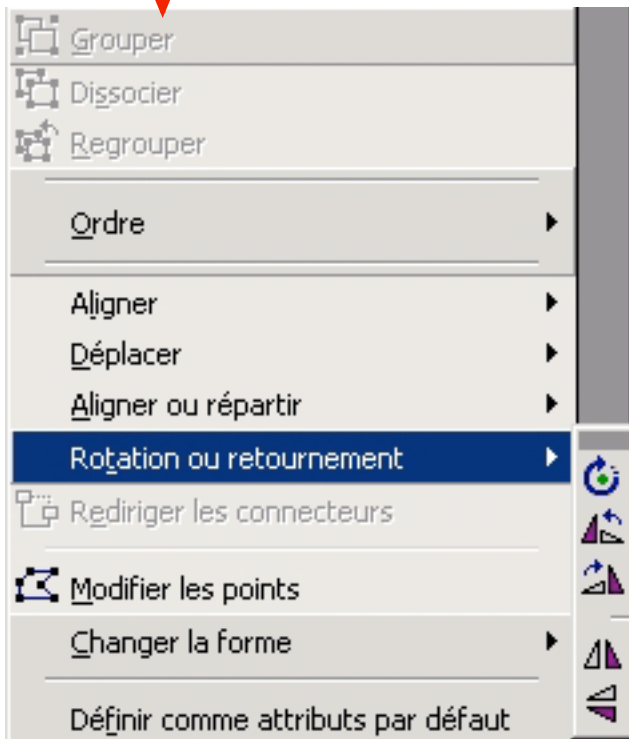 Grouper
Dissocier
Regrouper
Ordre
Aligner
Déplacer
Aligner ou répartir
Rotation ou retournement
Rediriger les connecteurs
Modifier les points
Changer la forme
Définir comme attributs par défaut